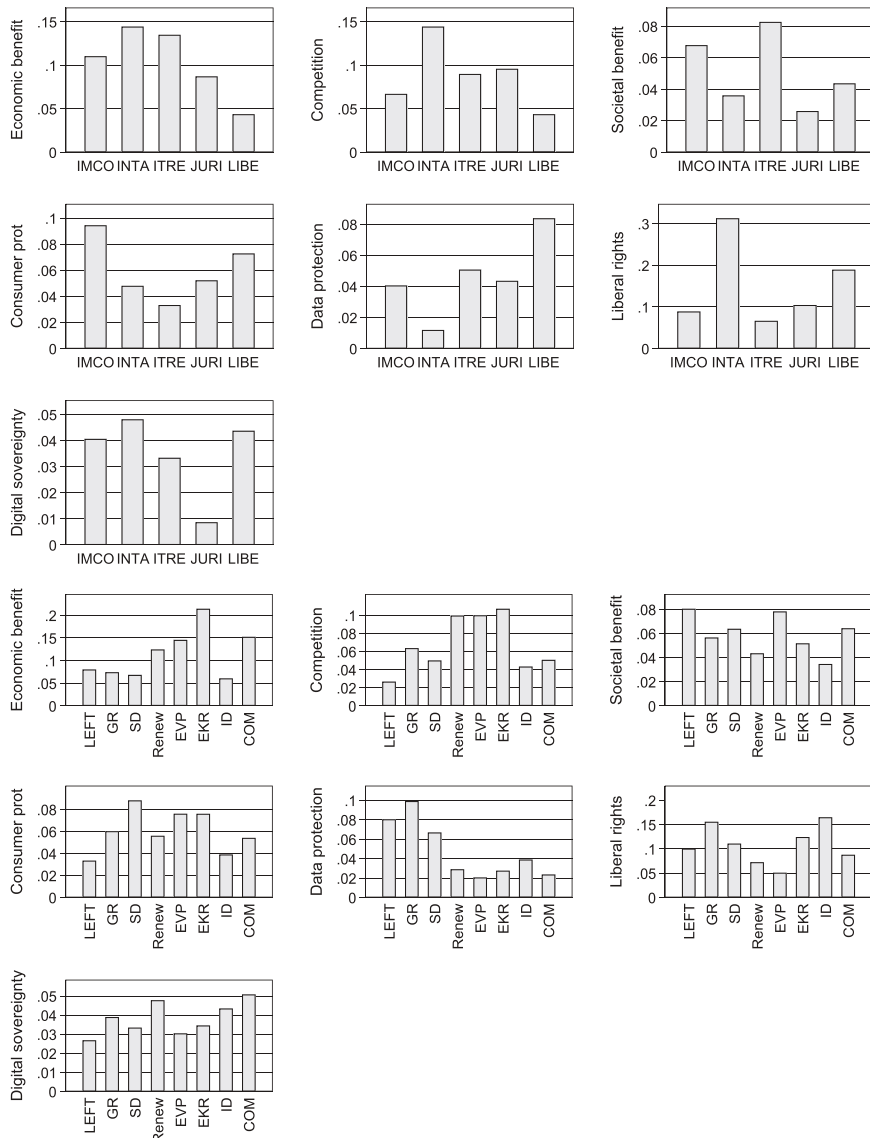 Economic benefit
.15
.1
.05
0
IMCO INTA ITRE JURI LIBE
Competition
.15
.1
.05
0
IMCO INTA ITRE JURI LIBE
Societal benefit
.08
.06
.04
.02
0
IMCO INTA ITRE JURI LIBE
Consumer prot
.1
.08
.06
.04
.02
0
IMCO INTA ITRE JURI LIBE
Data protection
.08
.06
.04
.02
0
IMCO INTA ITRE JURI LIBE
Liberal rights
.3
.2
.1
0
IMCO INTA ITRE JURI LIBE
Digital sovereignty
.05
.04
.03
.02
.01
0
IMCO INTA ITRE JURI LIBE
Economic benefit
.2
.15
.1
.05
0
LEFT
GR
SD
Renew
EVP
EKR
ID
COM
Competition
.1
.08
.06
.04
.02
0
LEFT
GR
SD
Renew
EVP
EKR
ID
COM
Societal benefit
.08
.06
.04
.02
0
LEFT
GR
SD
Renew
EVP
EKR
ID
COM
Consumer prot
.08
.06
.04
.02
0
LEFT
GR
SD
Renew
EVP
EKR
ID
COM
Data protection
.1
.08
.06
.04
.02
0
LEFT
GR
SD
Renew
EVP
EKR
ID
COM
Liberal rights
.2
.15
.1
.05
0
LEFT
GR
SD
Renew
EVP
EKR
ID
COM
Digital sovereignty
.05
.04
.03
.02
.01
0
LEFT
GR
SD
Renew
EVP
EKR
ID
COM